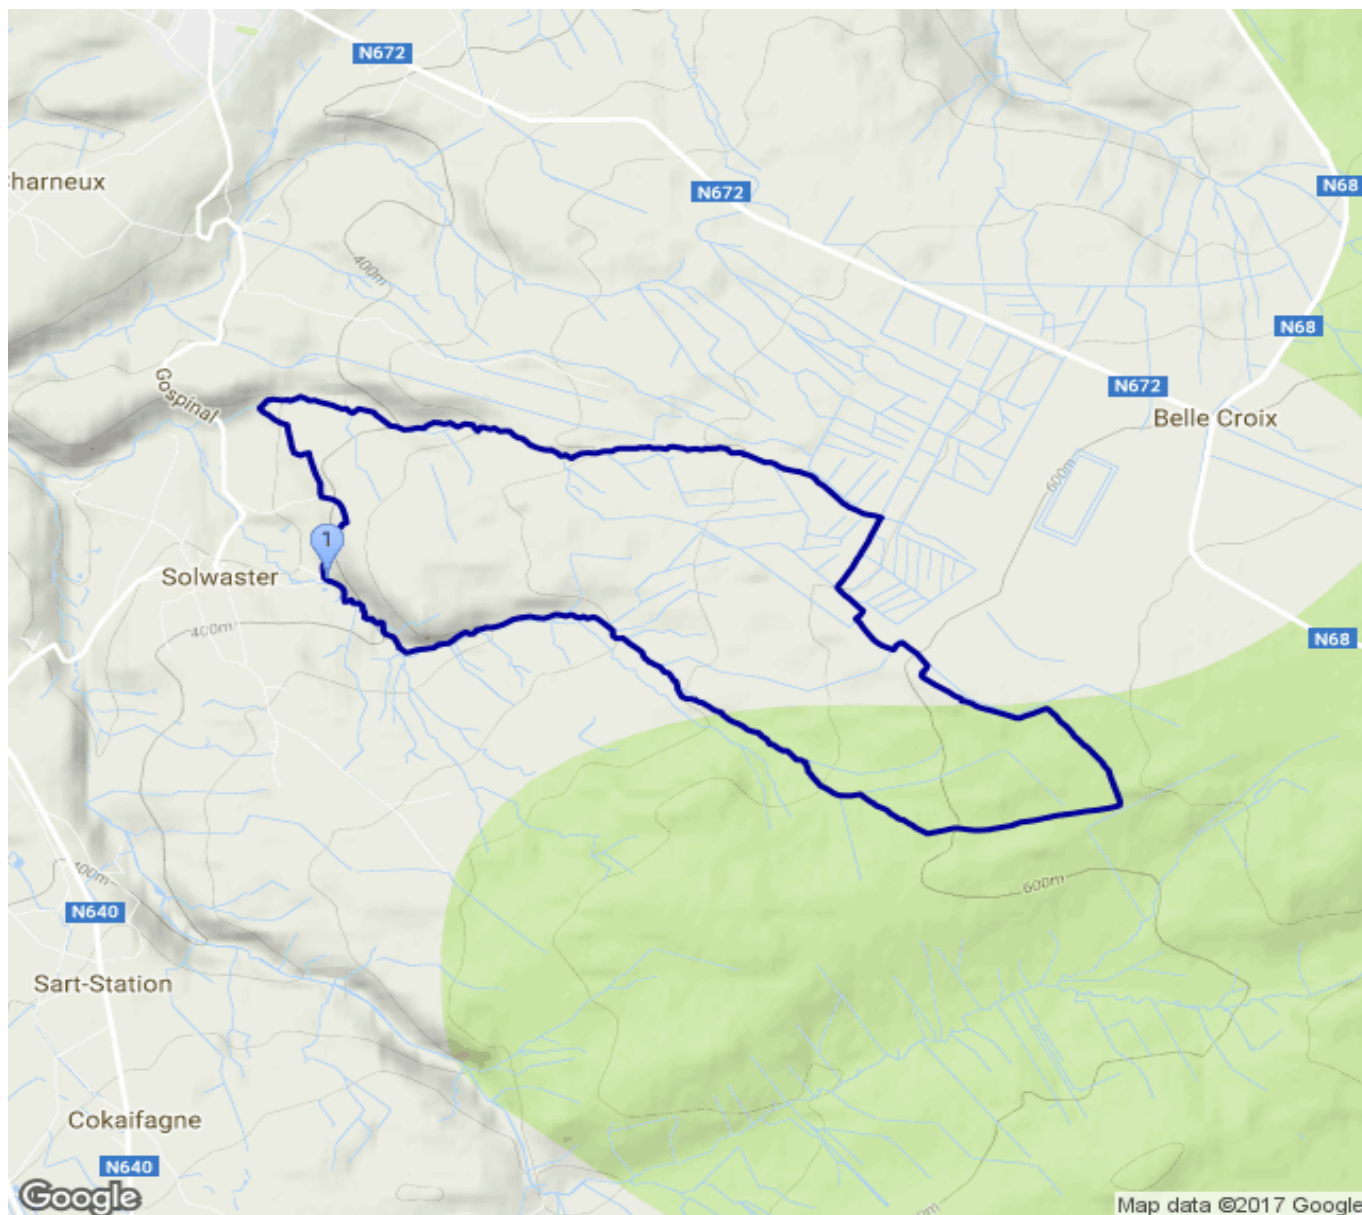 N672
Charneux
N672
N68
400m
N68
Gospinal
N672
Belle Croix
600m
1
Solwaster
400m
N68
400m
600m
N640
Sart-Station
Cokaifagne
N640
Google
Map data ©2017 Google